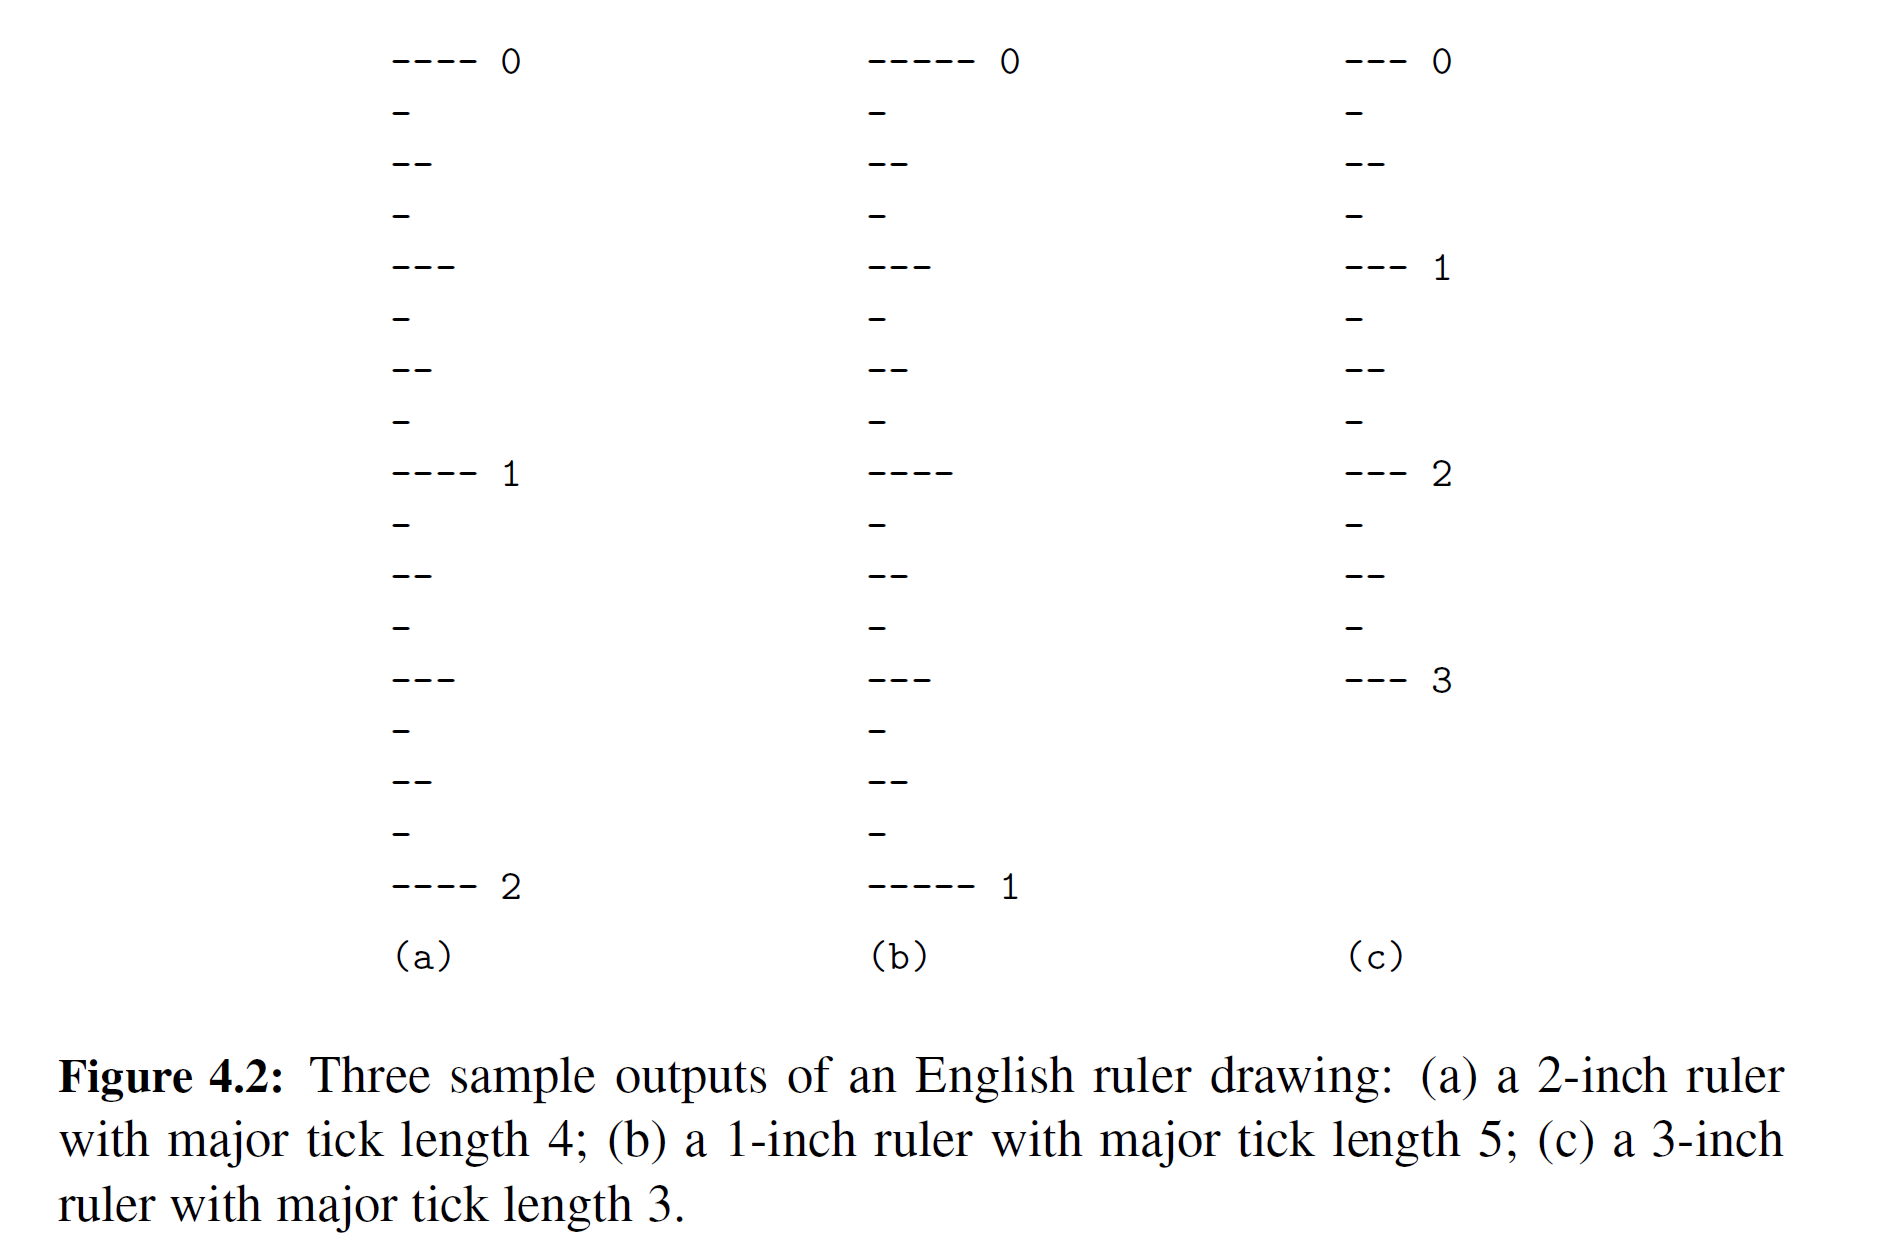 ---- 0 ----- 0 --- 0
- - -
-- -- --
- - -
--- --- --- 1
- - -
-- -- --
- - -
---- 1 ---- --- 2
- - -
-- -- --
- - -
--- --- --- 3
- -
-- --
- -
---- 2 ----- 1
(a) (b) (c)
Figure 4.2: Three sample outputs of an English ruler drawing: (a) a 2-inch ruler
with major tick length 4; (b) a 1-inch ruler with major tick length 5; (c) a 3-inch
ruler with major tick length 3.